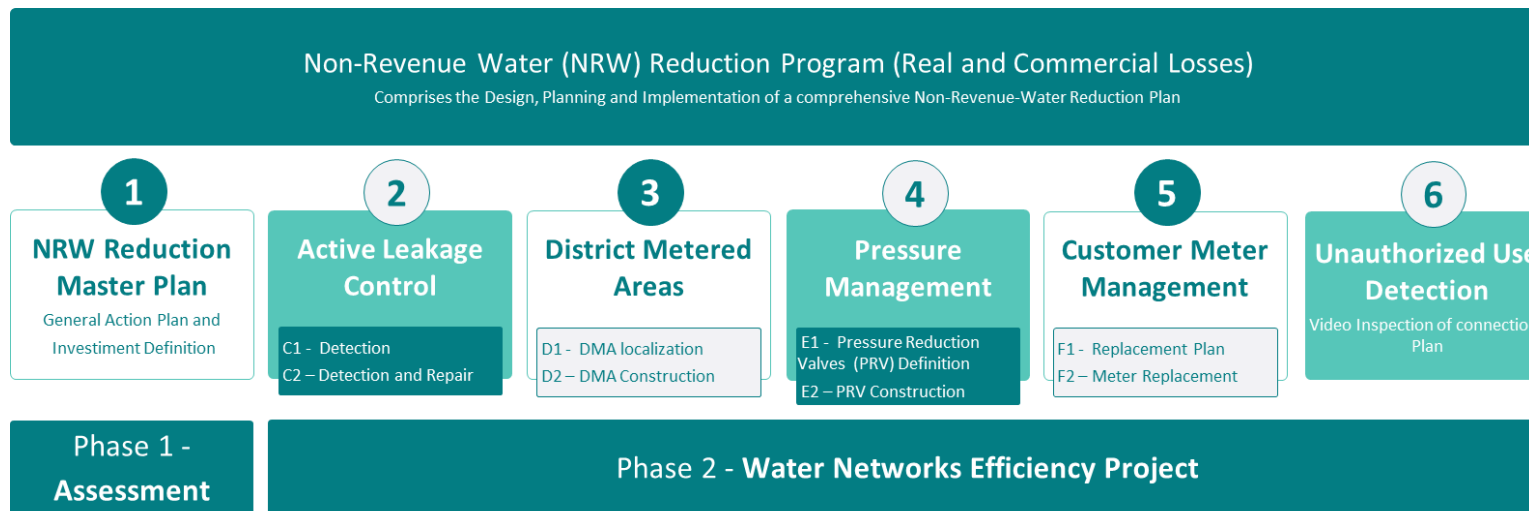 Non-Revenue Water (NRW) Reduction Program (Real and Commercial Losses)
Comprises the Design, Planning and Implementation of a comprehensive Non-Revenue-Water Reduction Plan
1
NRW Reduction
Master Plan
General Action Plan and
Investiment Definition
2
Active Leakage
Control
C1 - Detection
C2 – Detection and Repair
3
District Metered
Areas
D1 - DMA localization
D2 – DMA Construction
4
Pressure
Management
E1 - Pressure Reduction
Valves (PRV) Definition
E2 – PRV Construction
5
Customer Meter
Management
F1 - Replacement Plan
F2 – Meter Replacement
6
Unauthorized Use
Detection
Video Inspection of connection
Plan
Phase 1 -
Assessment
Phase 2 - Water Networks Efficiency Project